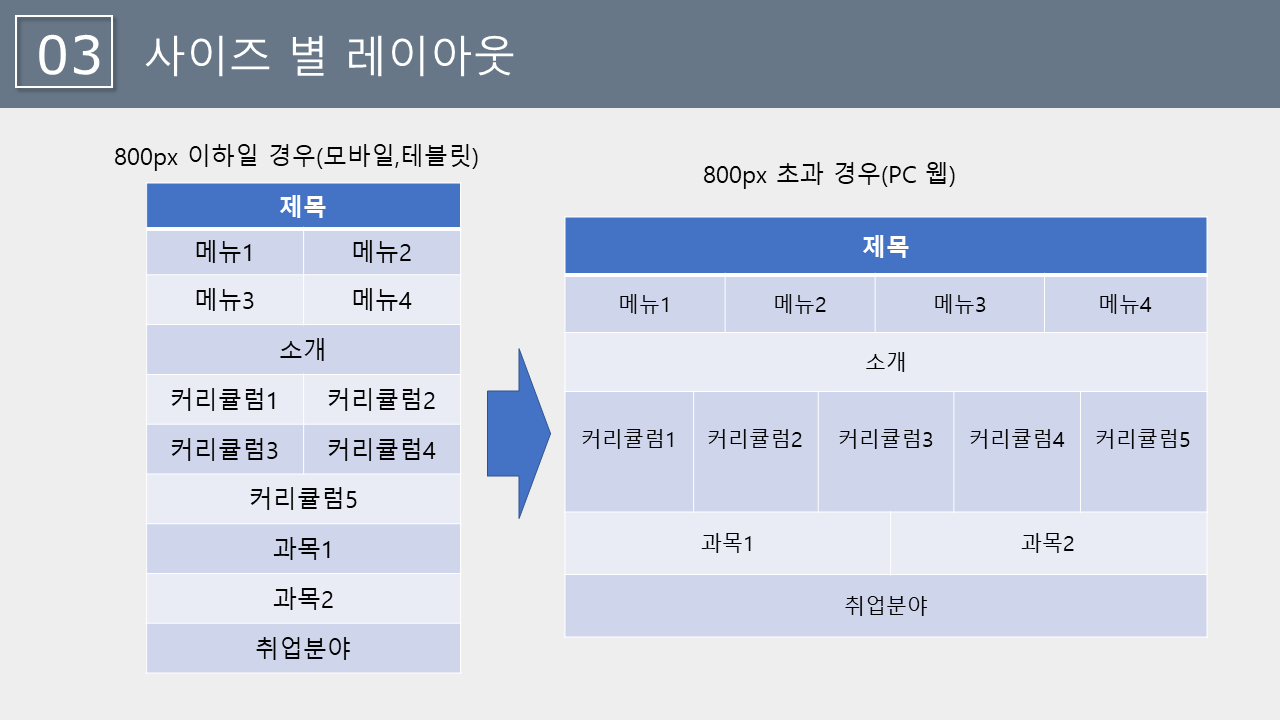 03 사이즈 별 레이아웃
800px 이하일 경우(모바일,테블릿)
제목
메뉴1 메뉴2
메뉴3 메뉴4
소개
커리큘럼1 커리큘럼2
커리큘럼3 커리큘럼4
커리큘럼5
과목1
과목2
취업분야
800px 초과 경우(PC 웹)
제목
메뉴1 메뉴2 메뉴3 메뉴4
소개
커리큘럼1 커리큘럼2 커리큘럼3 커리큘럼4 커리큘럼5
과목1 과목2
취업분야